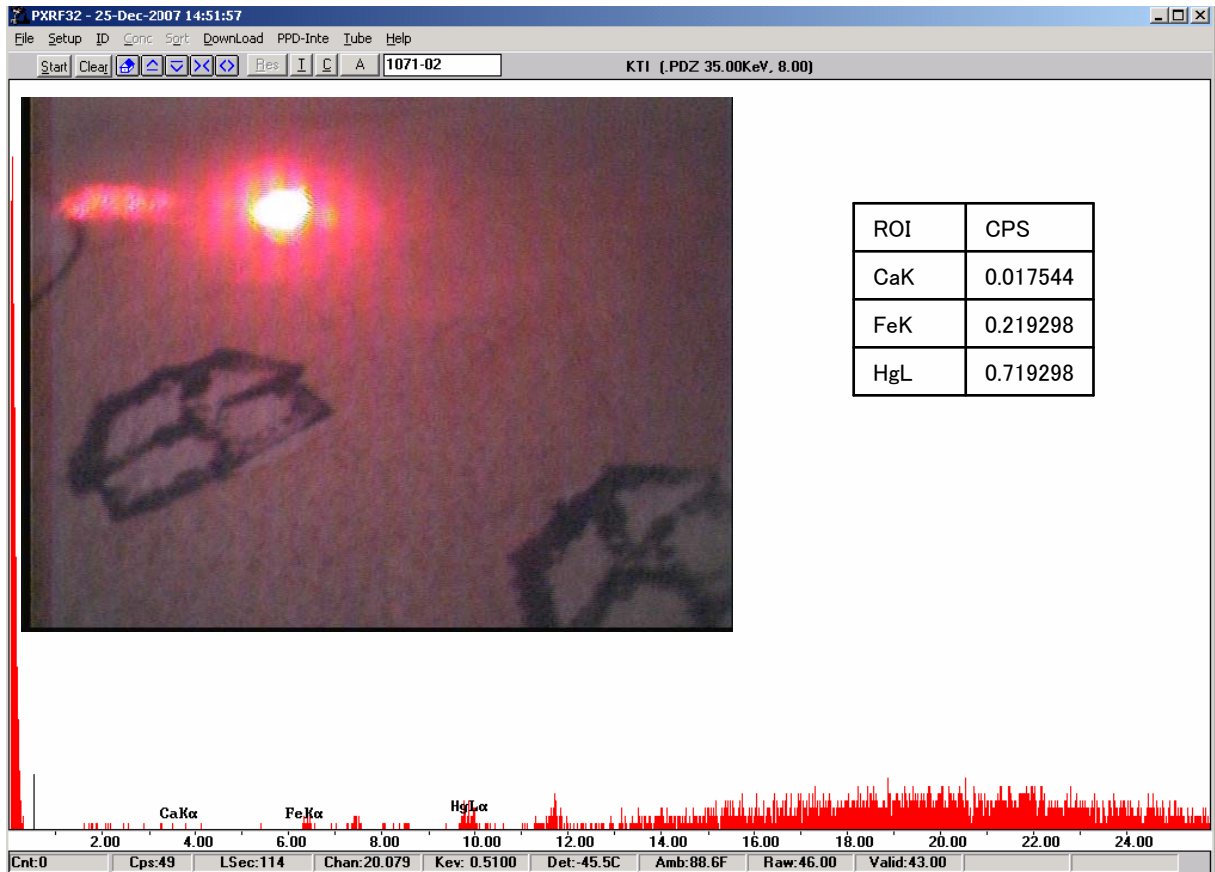 PXRF32 - 25-Dec-2007 14:51:57
File Setup ID Conc Sort DownLoad PPD-Inte Tube Help
Start Clear Res I C A 1071-02 KTI (.PDZ 35.00KeV, 8.00)
ROI CPS
CaK 0.017544
FeK 0.219298
HgL 0.719298
CaKα FeKα HgLα
2.00 4.00 6.00 8.00 10.00 12.00 14.00 16.00 18.00 20.00 22.00 24.00
Cnt:0 Cps:49 LSec:114 Chan:20.079 Kev: 0.5100 Det:-45.5C Amb:88.6F Raw:46.00 Valid:43.00